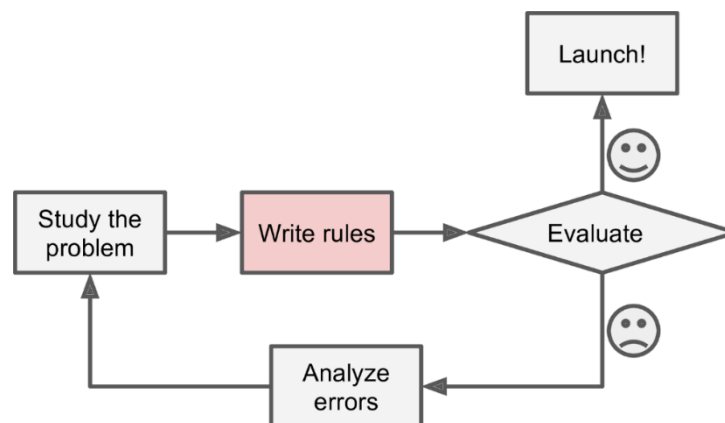 Launch!
Study the
problem
Write rules
Evaluate
Analyze
errors